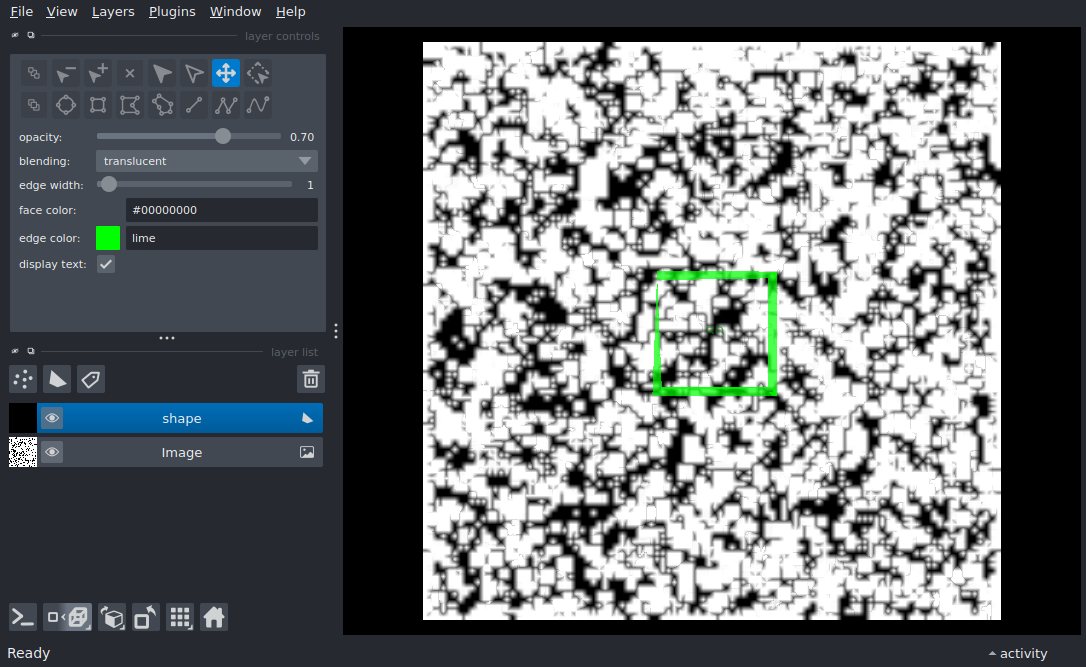 File View Layers Plugins Window Help
layer controls
opacity: 0.70
blending: translucent
edge width: 1
face color: #00000000
edge color: lime
display text:
layer list
shape
Image
Ready
activity